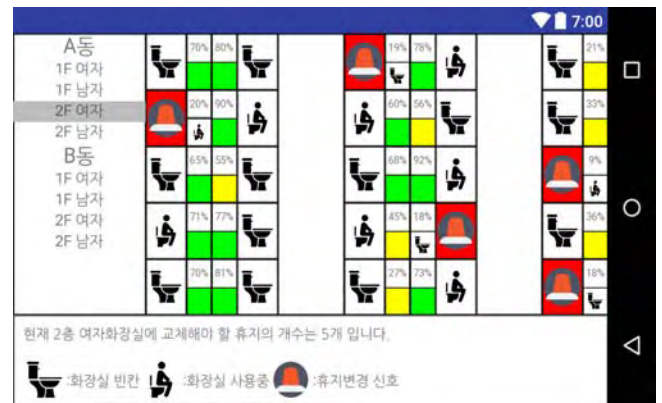 7:00
A동
1F 여자
1F 남자
2F 여자
2F 남자
B동
1F 여자
1F 남자
2F 여자
2F 남자
70% 80% 19% 78% 21%
20% 90% 60% 56% 33%
65% 55% 68% 92% 9%
71% 77% 45% 18% 36%
70% 81% 27% 73% 18%
현재 2층 여자화장실에 교체해야 할 휴지의 개수는 5개 입니다.
:화장실 빈칸 :화장실 사용중 :휴지변경 신호